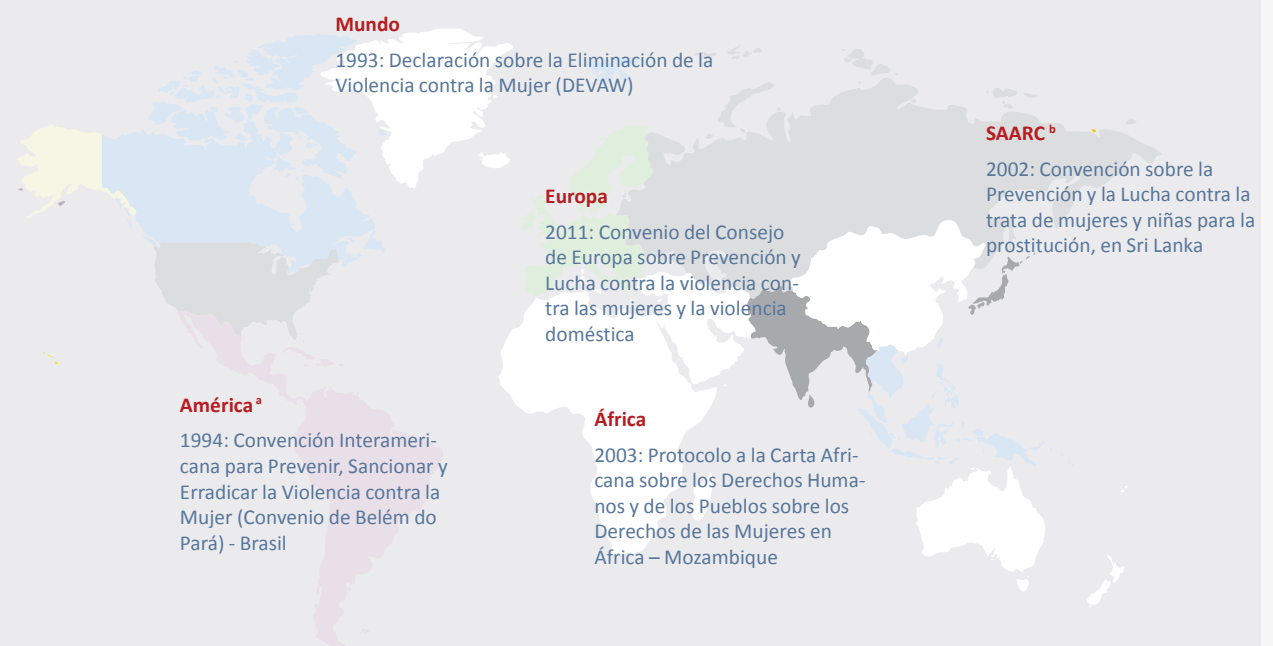 Mundo
1993: Declaración sobre la Eliminación de la
Violencia contra la Mujer (DEVAW)
SAARC b
2002: Convención sobre la
Prevención y la Lucha contra la
trata de mujeres y niñas para la
prostitución, en Sri Lanka
Europa
2011: Convenio del Consejo
de Europa sobre Prevención y
Lucha contra la violencia con-
tra las mujeres y la violencia
doméstica
América a
1994: Convención Interameri-
cana para Prevenir, Sancionar y
Erradicar la Violencia contra la
Mujer (Convenio de Belém do
Pará) - Brasil
África
2003: Protocolo a la Carta Afri-
cana sobre los Derechos Huma-
nos y de los Pueblos sobre los
Derechos de las Mujeres en
África – Mozambique